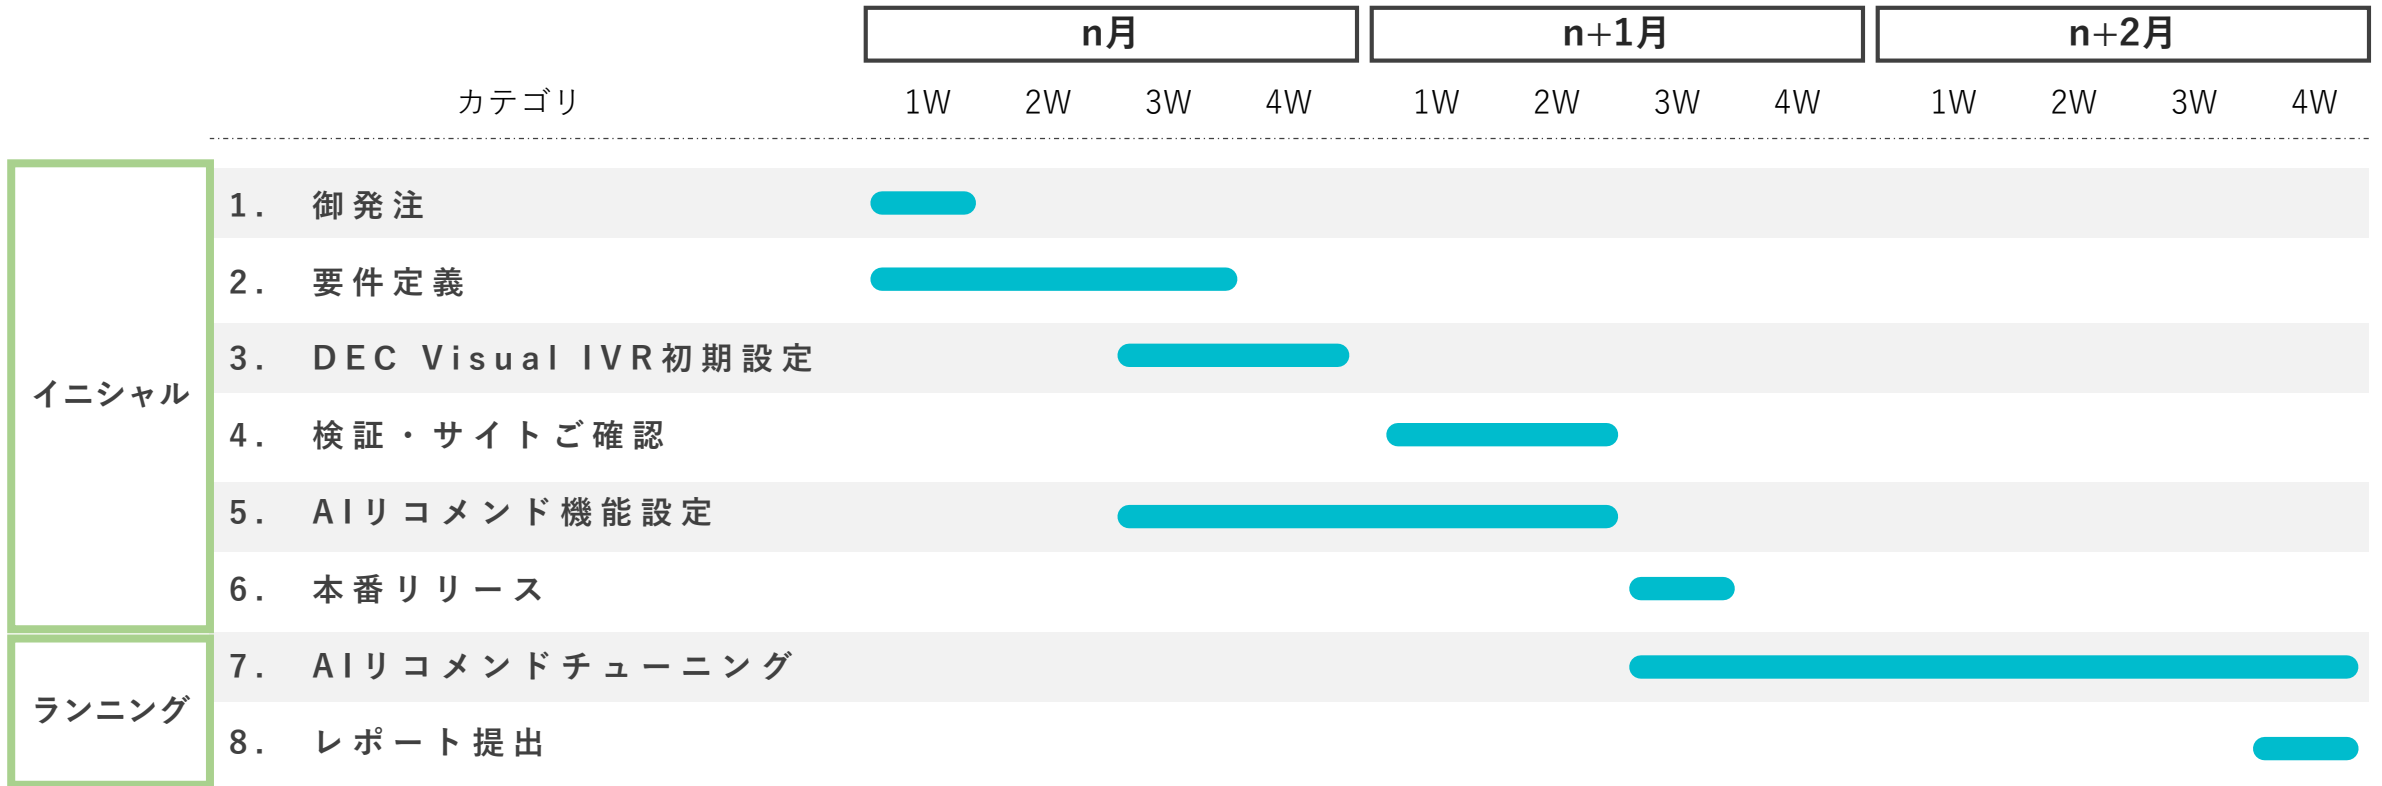 n月 n+1月 n+2月
カテゴリ 1W 2W 3W 4W 1W 2W 3W 4W 1W 2W 3W 4W
イニシャル
1. 御発注
2. 要件定義
3. DEC Visual IVR初期設定
4. 検証・サイトご確認
5. AIリコメンド機能設定
6. 本番リリース
ランニング
7. AIリコメンドチューニング
8. レポート提出